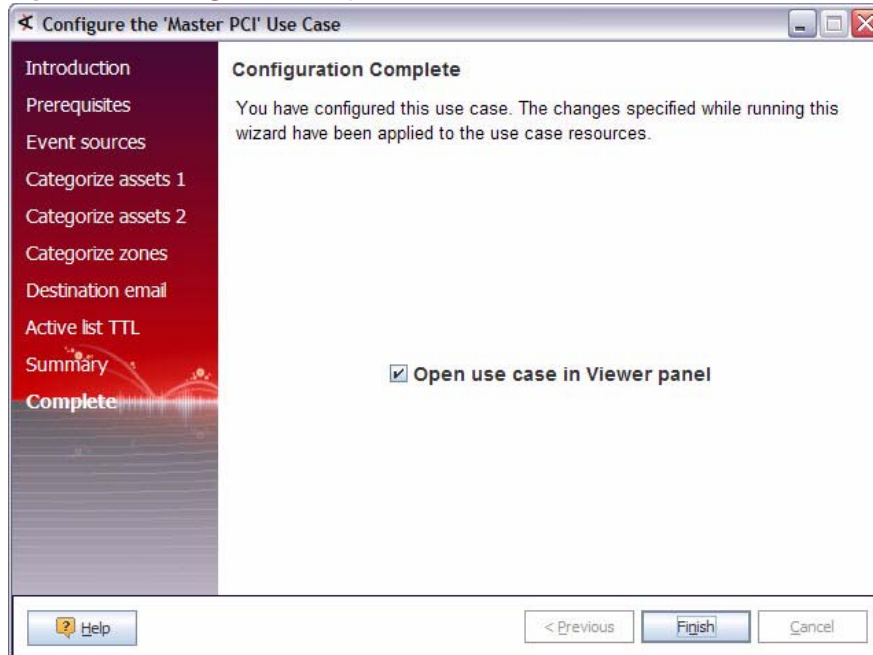 Configure the 'Master PCI' Use Case
Introduction
Prerequisites
Event sources
Categorize assets 1
Categorize assets 2
Categorize zones
Destination email
Active list TTL
Summary
Complete
Configuration Complete
You have configured this use case. The changes specified while running this
wizard have been applied to the use case resources.
Open use case in Viewer panel
Help
< Previous
Finish
Cancel